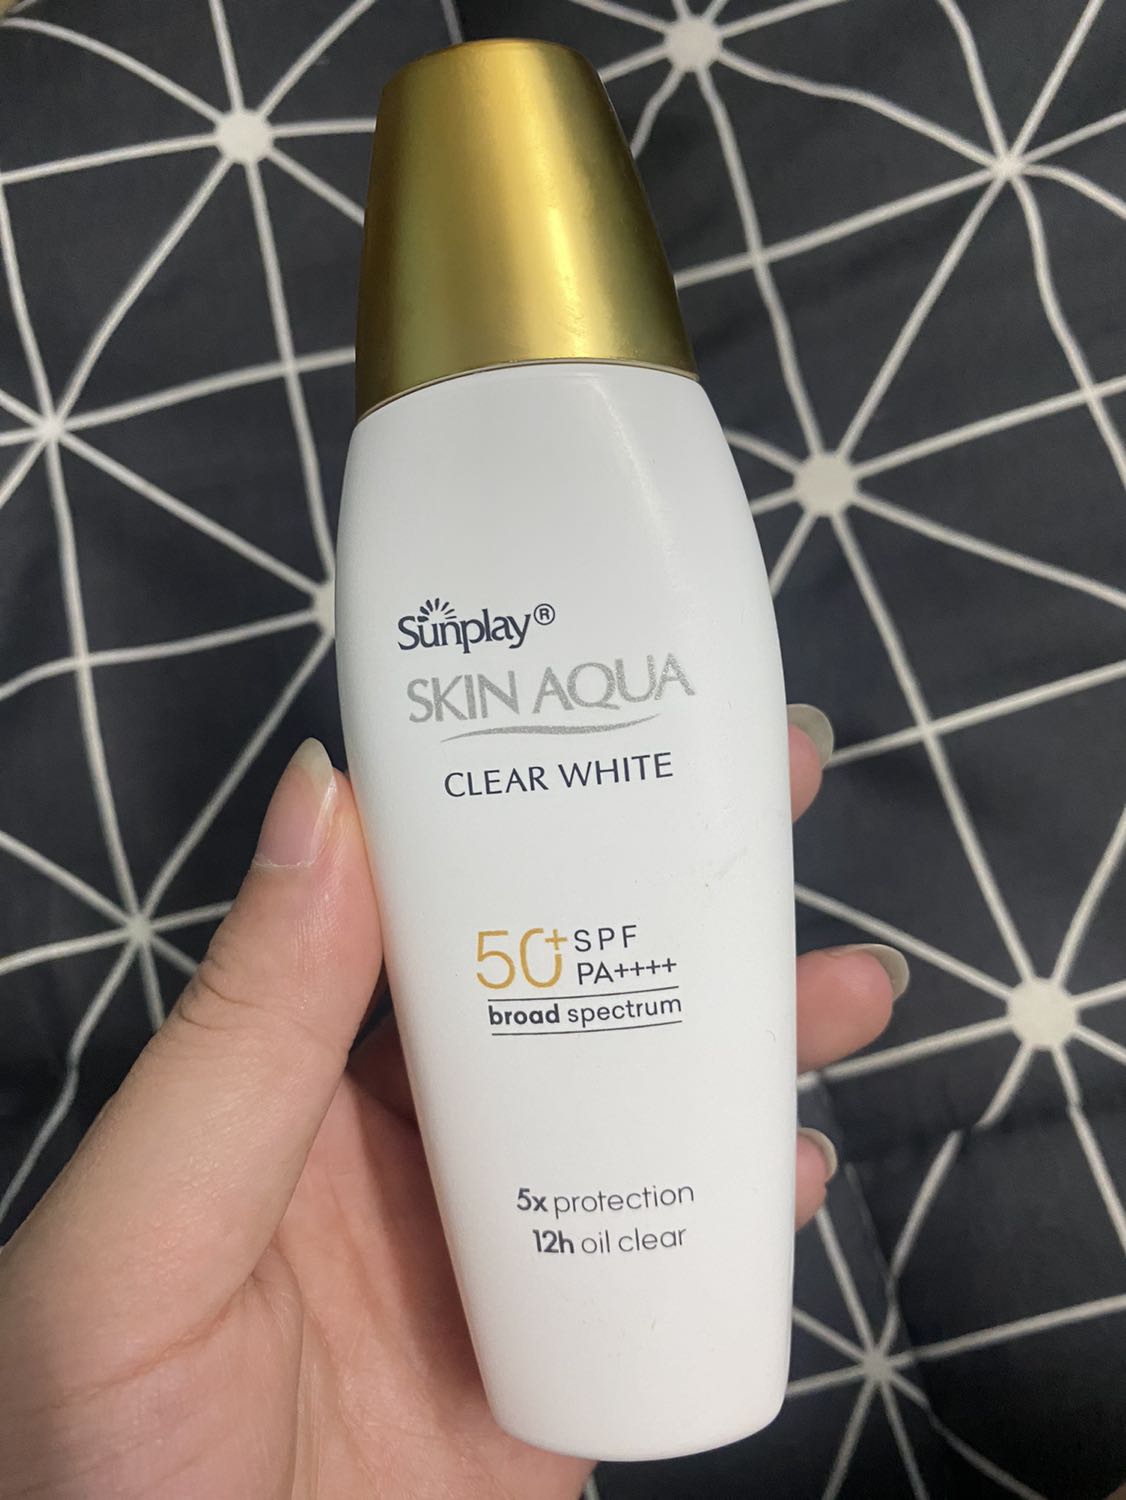 Sunplay®
SKIN AQUA
CLEAR WHITE
50+ SPF
PA++++
broad spectrum
5x protection
12h oil clear